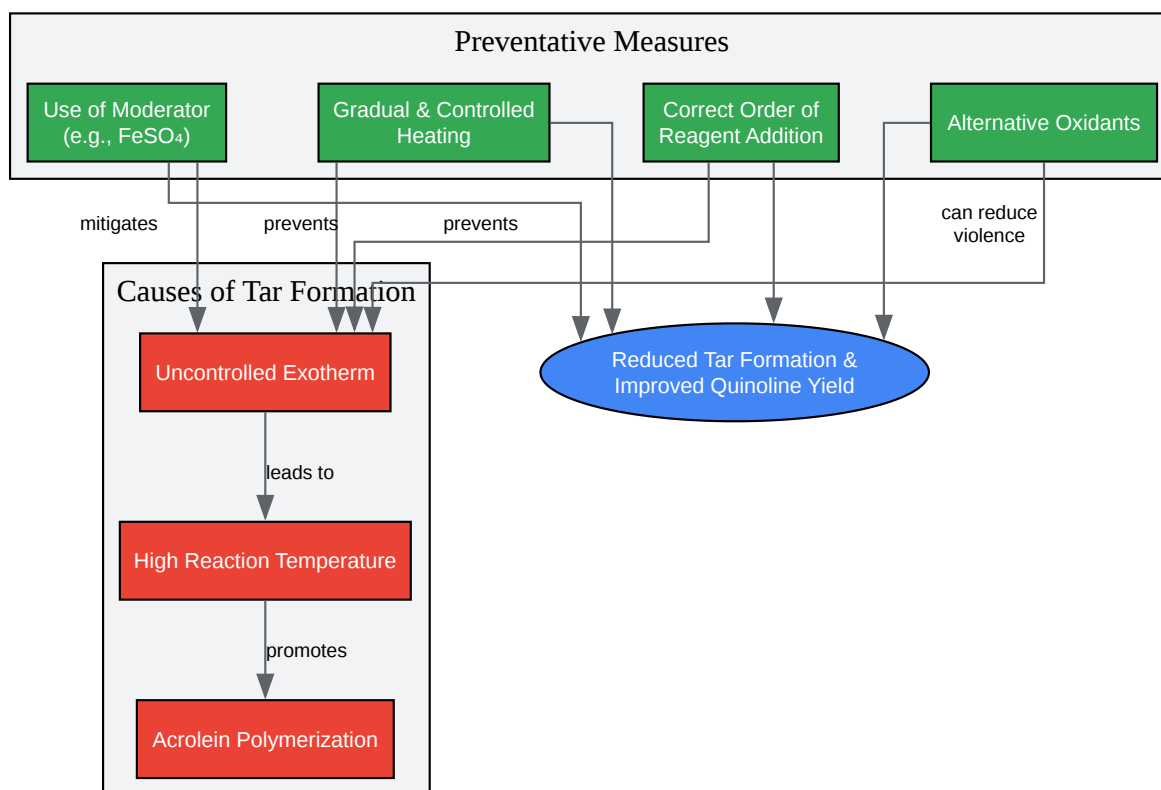 Preventative Measures
Use of Moderator
(e.g., FeSO₄)
Gradual & Controlled
Heating
Correct Order of
Reagent Addition
Alternative Oxidants
mitigates
prevents
prevents
can reduce
violence
Causes of Tar Formation
Uncontrolled Exotherm
Reduced Tar Formation &
Improved Quinoline Yield
leads to
High Reaction Temperature
promotes
Acrolein Polymerization